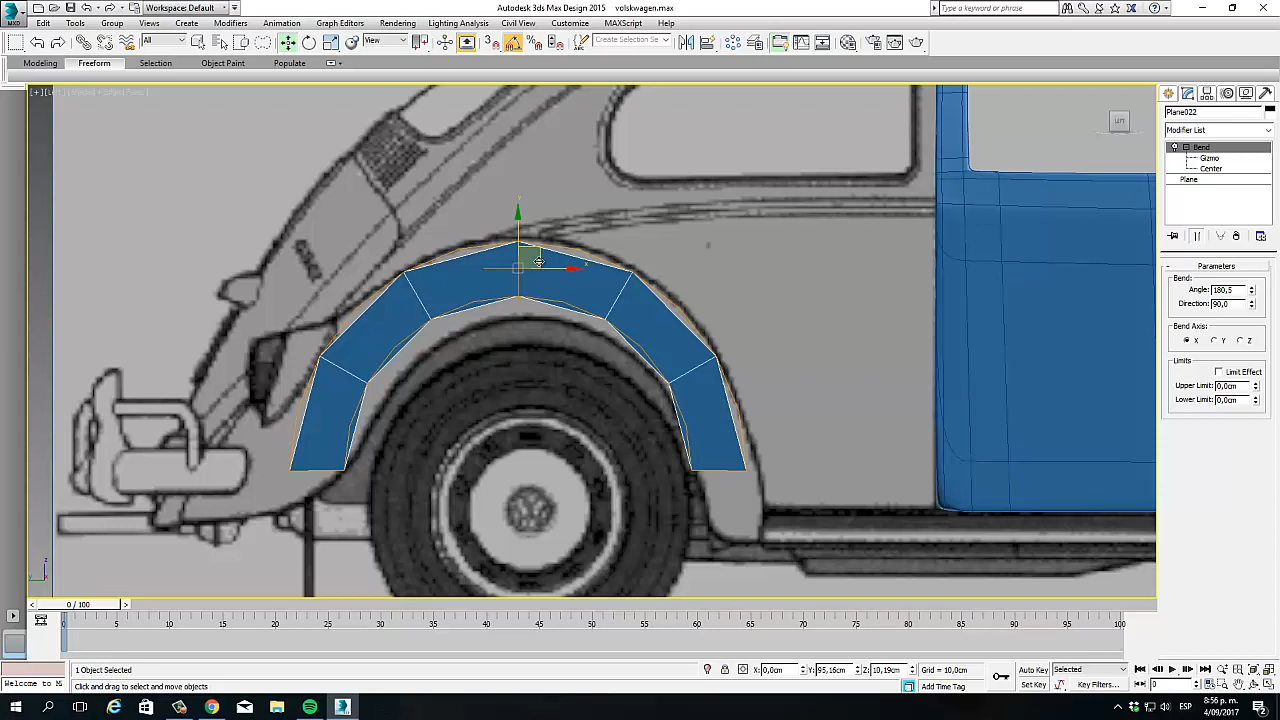 Workspace: Default
Autodesk 3ds Max Design 2015
volskwagen.max
Type a keyword or phrase
Edit Tools Group Views Create Modifiers Animation Graph Editors Rendering Lighting Analysis Civil View Customize MAXScript Help
All
View
Create Selection Se
Modeling Freeform Selection Object Paint Populate
Plane022
Modifier List
Bend
Gizmo
Center
Plane
Parameters
Bend:
Angle: 180,5
Direction: 90,0
Bend Axis:
X Y Z
Limits
Limit Effect
Upper Limit: 0,0cm
Lower Limit: 0,0cm
0 / 100
0 5 10 15 20 25 30 35 40 45 50 55 60 65 70 75 80 85 90 95 100
1 Object Selected
X: 0,0cm Y: 95,16cm Z: 10,19cm Grid = 10,0cm
Auto Key Selected
Welcome to M
Click and drag to select and move objects
Add Time Tag
Set Key Key Filters...
0
ESP
8:56 p. m.
4/09/2017
2